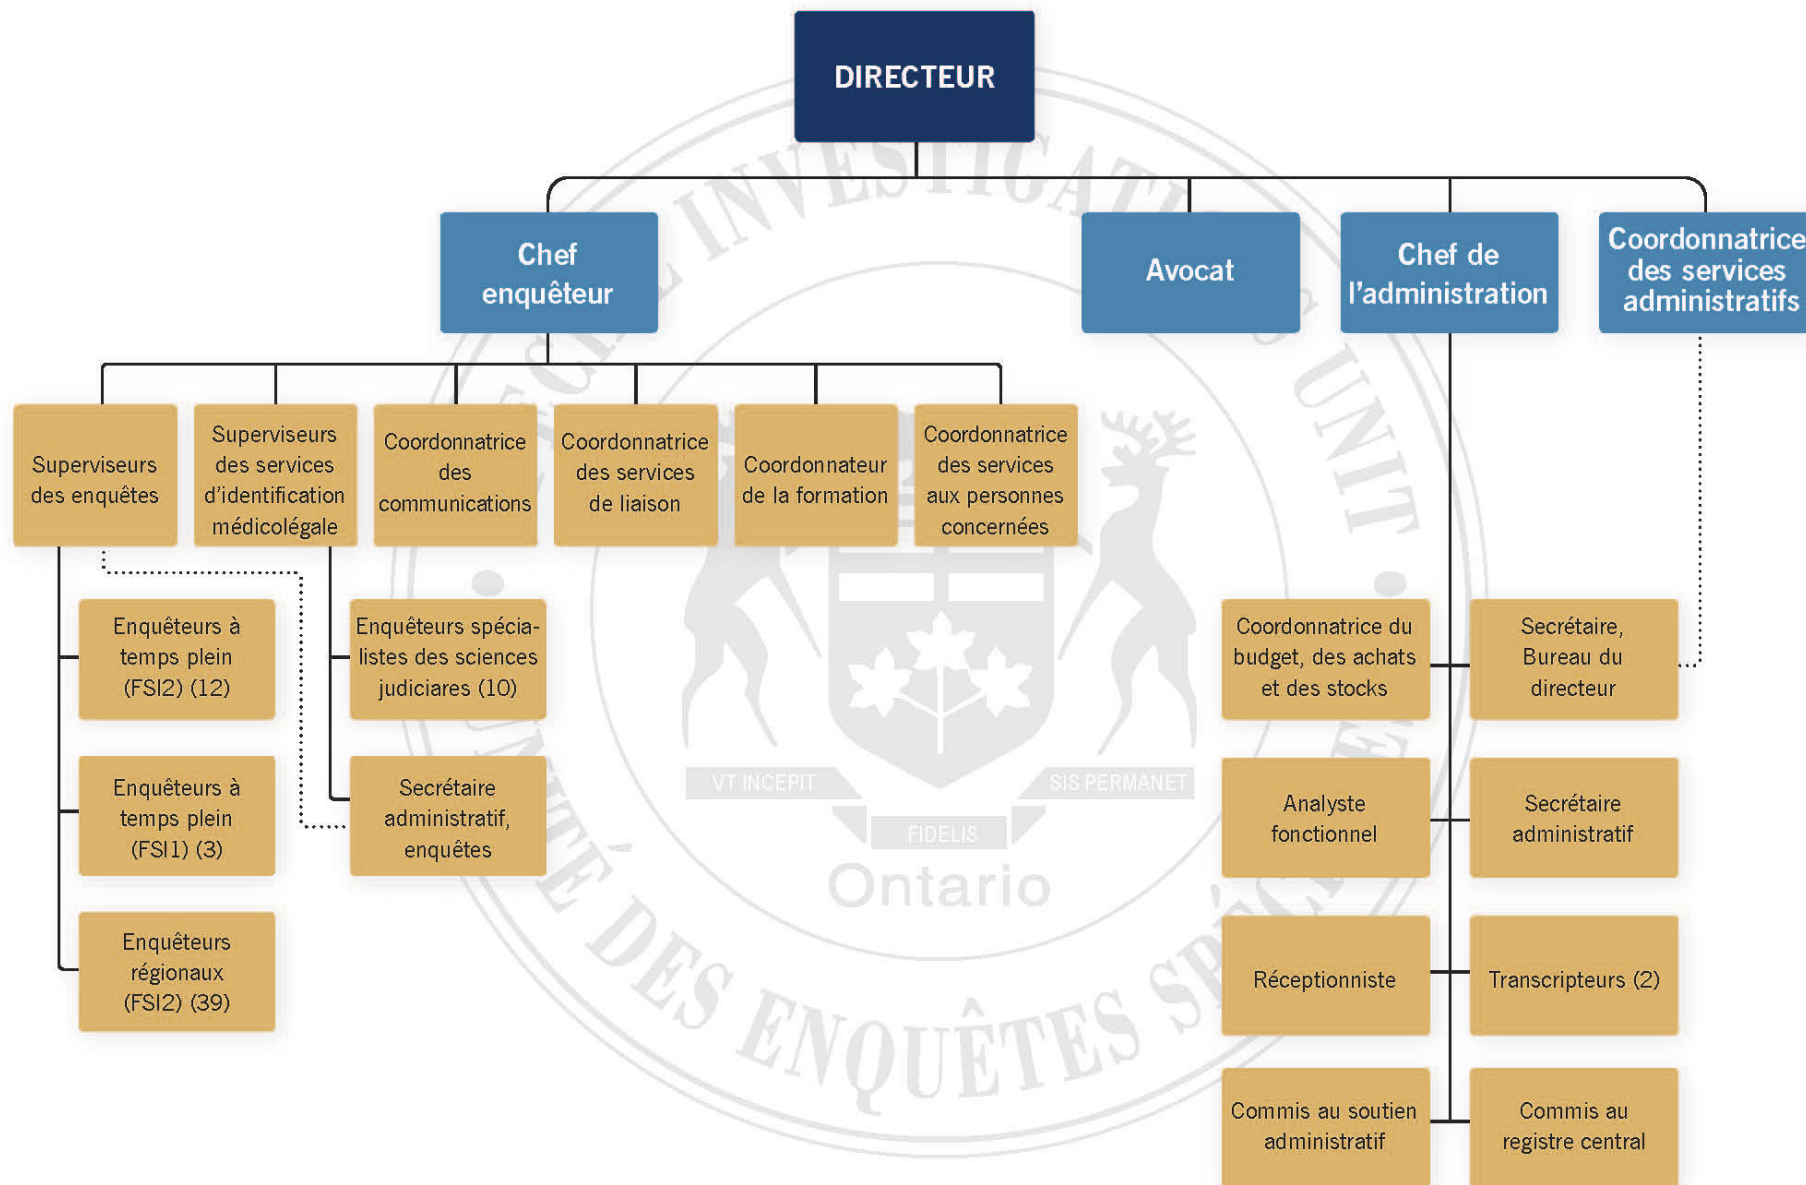 DIRECTEUR
Chef
enquêteur
Avocat
Chef de
l’administration
Coordonnatrice
des services
administratifs
Superviseurs
des enquêtes
Superviseurs
des services
d’identification
médicolégale
Coordonnatrice
des
communications
Coordonnatrice
des services
de liaison
Coordonnateur
de la formation
Coordonnatrice
des services
aux personnes
concernées
Enquêteurs à
temps plein
(FSI2) (12)
Enquêteurs spécia-
listes des sciences
judiciares (10)
Enquêteurs à
temps plein
(FSI1) (3)
Secrétaire
administratif,
enquêtes
Enquêteurs
régionaux
(FSI2) (39)
Coordonnatrice du
budget, des achats
et des stocks
Secrétaire,
Bureau du
directeur
Analyste
fonctionnel
Secrétaire
administratif
Réceptionniste
Transcripteurs (2)
Commis au soutien
administratif
Commis au
registre central
INVESTIGATIONS UNIT
UNITÉ DES ENQUÊTES SPÉCIALES
VT INCEPIT
FIDELIS
SIS PERMANET
Ontario